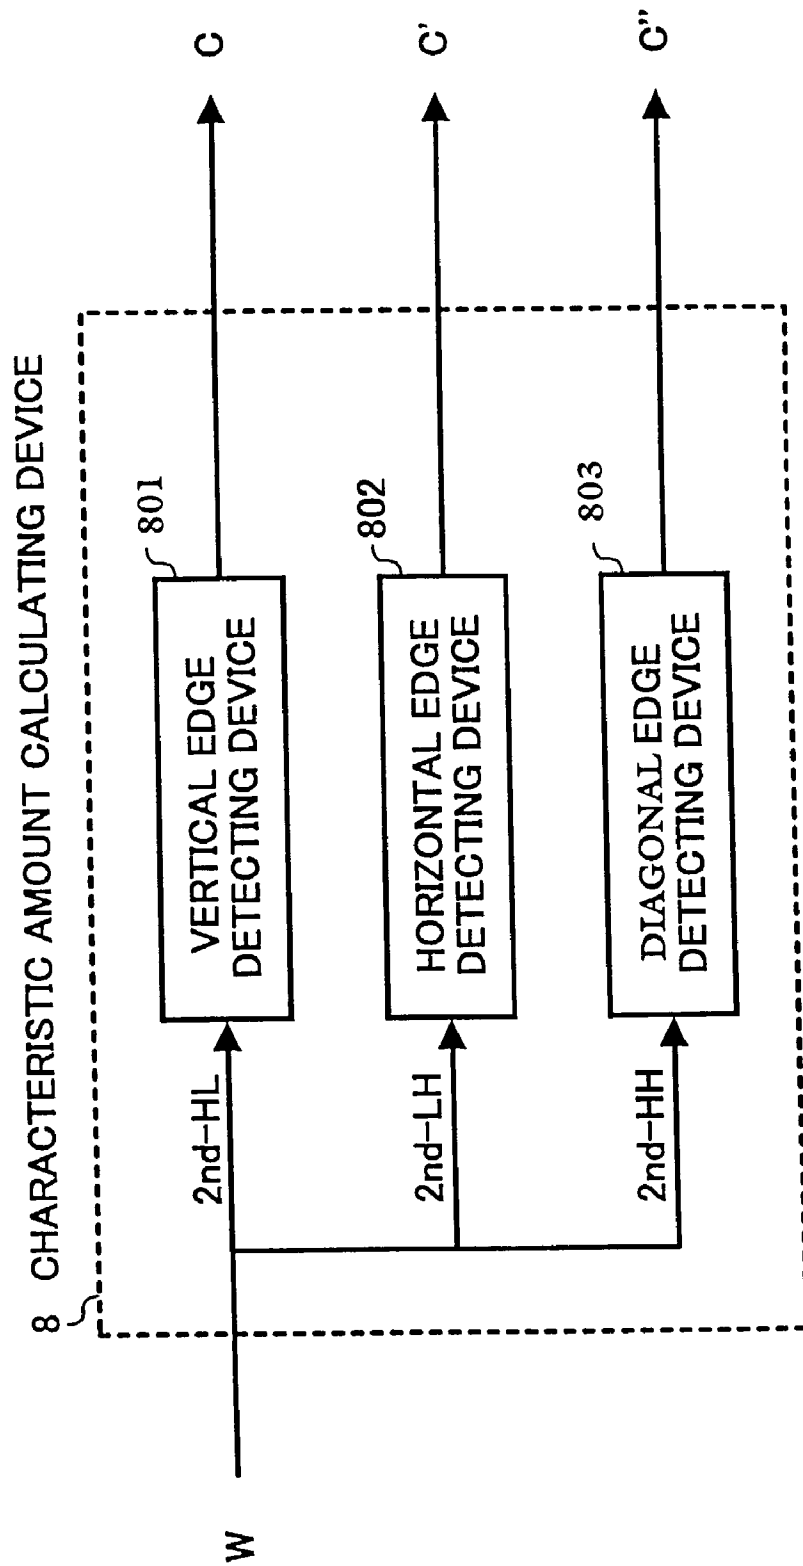 8 CHARACTERISTIC AMOUNT CALCULATING DEVICE
W
2nd-HL
801
VERTICAL EDGE
DETECTING DEVICE
C
2nd-LH
802
HORIZONTAL EDGE
DETECTING DEVICE
C'
2nd-HH
803
DIAGONAL EDGE
DETECTING DEVICE
C''